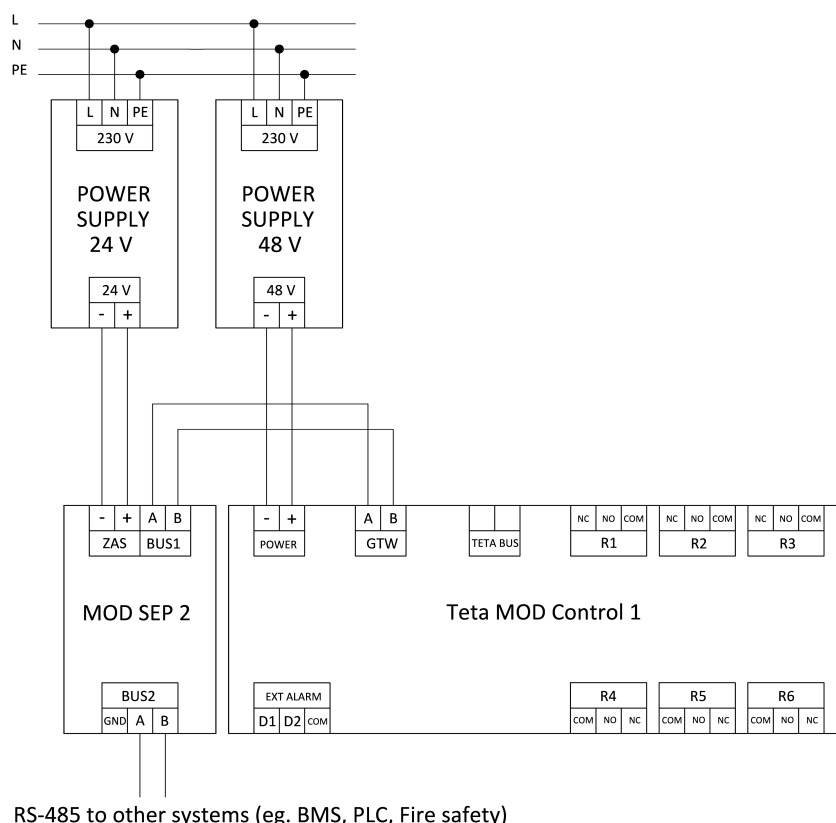 L
N
PE
L N PE
230 V
POWER
SUPPLY
24 V
24 V
- +
L N PE
230 V
POWER
SUPPLY
48 V
48 V
- +
- + A B
ZAS BUS1
MOD SEP 2
BUS2
GND A B
- +
POWER
A B
GTW
TETA BUS
NC NO COM
R1
NC NO COM
R2
NC NO COM
R3
Teta MOD Control 1
EXT ALARM
D1 D2 COM
R4
COM NO NC
R5
COM NO NC
R6
COM NO NC
RS-485 to other systems (eg. BMS, PLC, Fire safety)